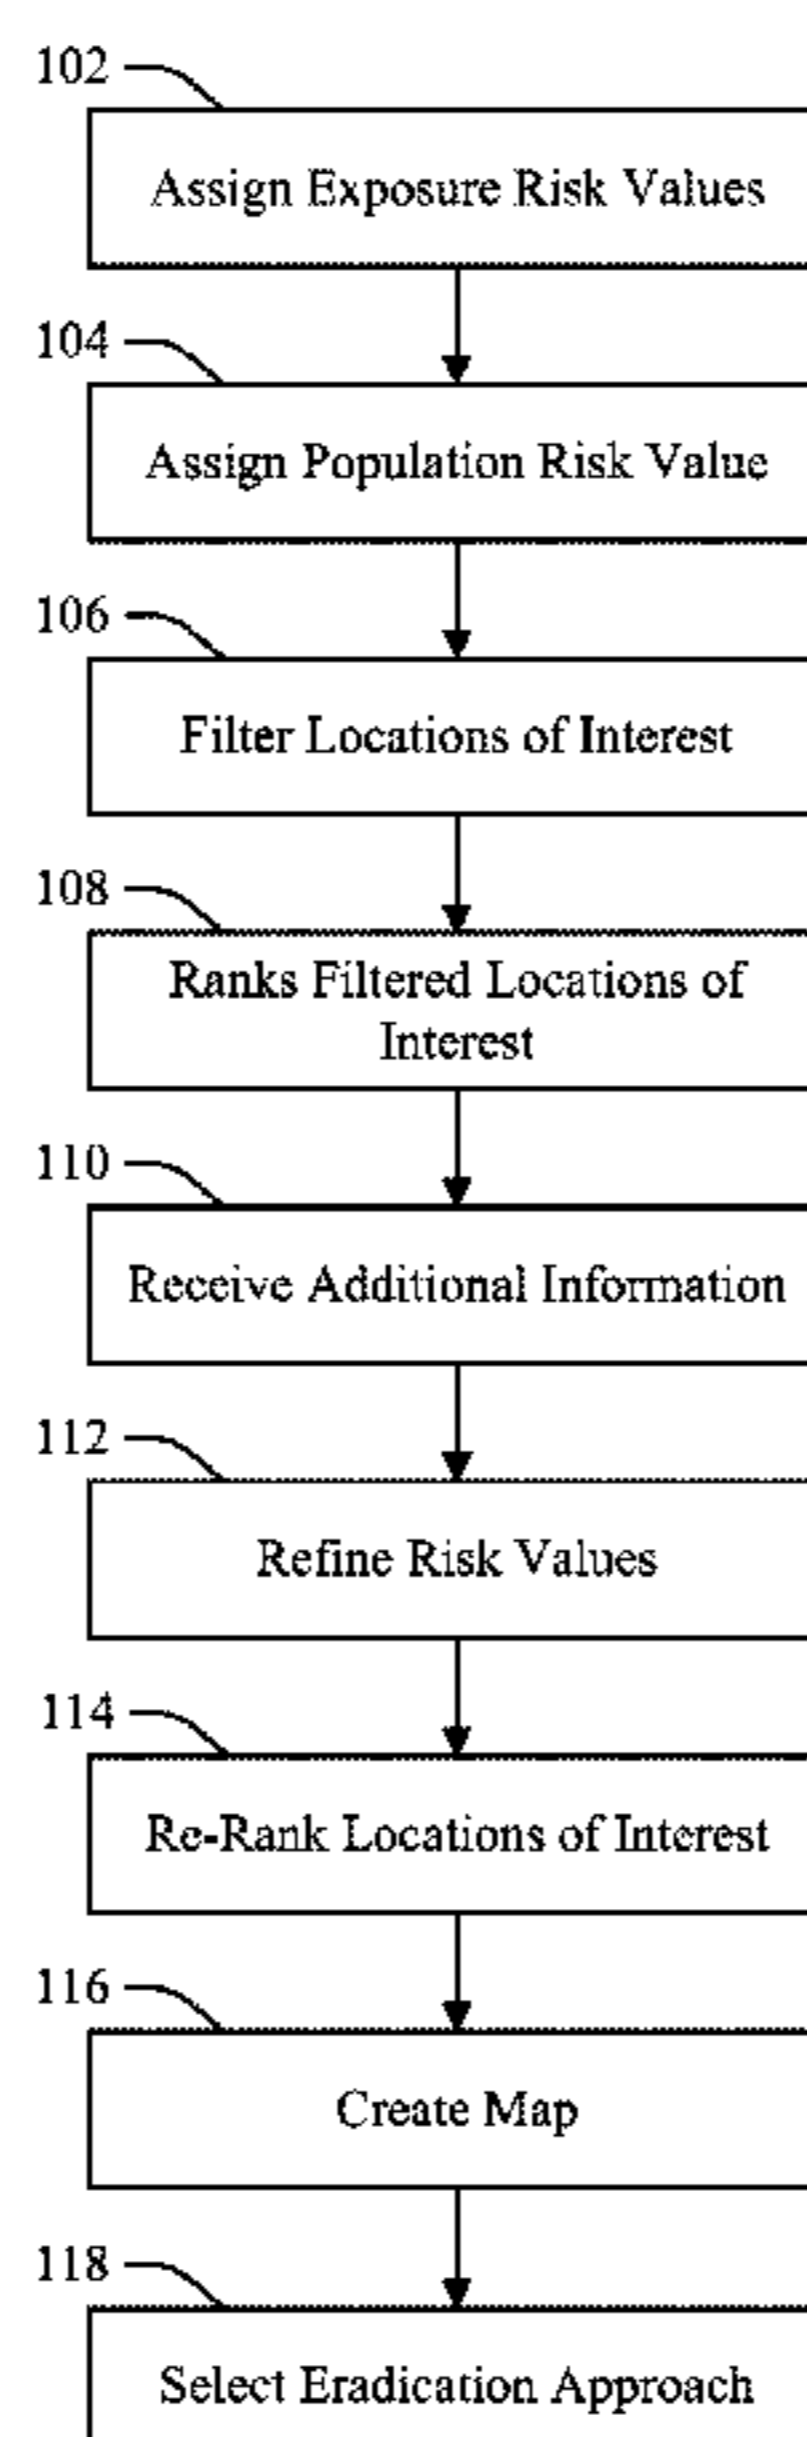 102
Assign Exposure Risk Values
104
Assign Population Risk Value
106
Filter Locations of Interest
108
Ranks Filtered Locations of
Interest
110
Receive Additional Information
112
Refine Risk Values
114
Re-Rank Locations of Interest
116
Create Map
118
Select Eradication Approach